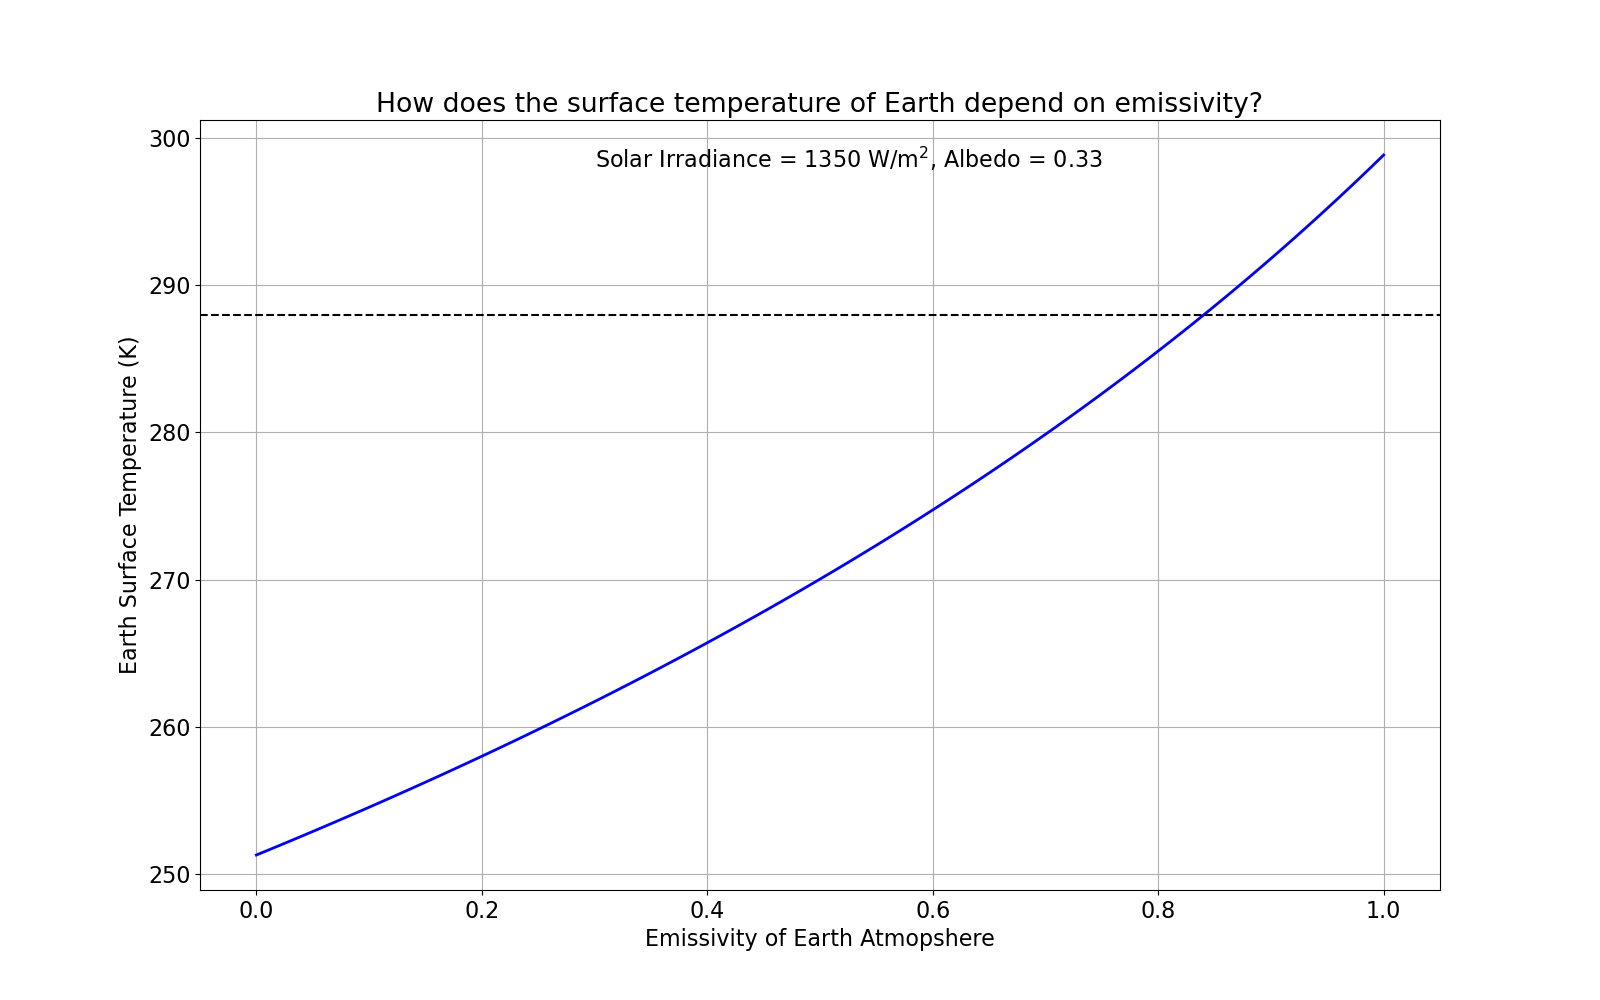 How does the surface temperature of Earth depend on emissivity?
Solar Irradiance = 1350 W/m², Albedo = 0.33
Earth Surface Temperature (K)
300
290
280
270
260
250
0.0 0.2 0.4 0.6 0.8 1.0
Emissivity of Earth Atmopshere